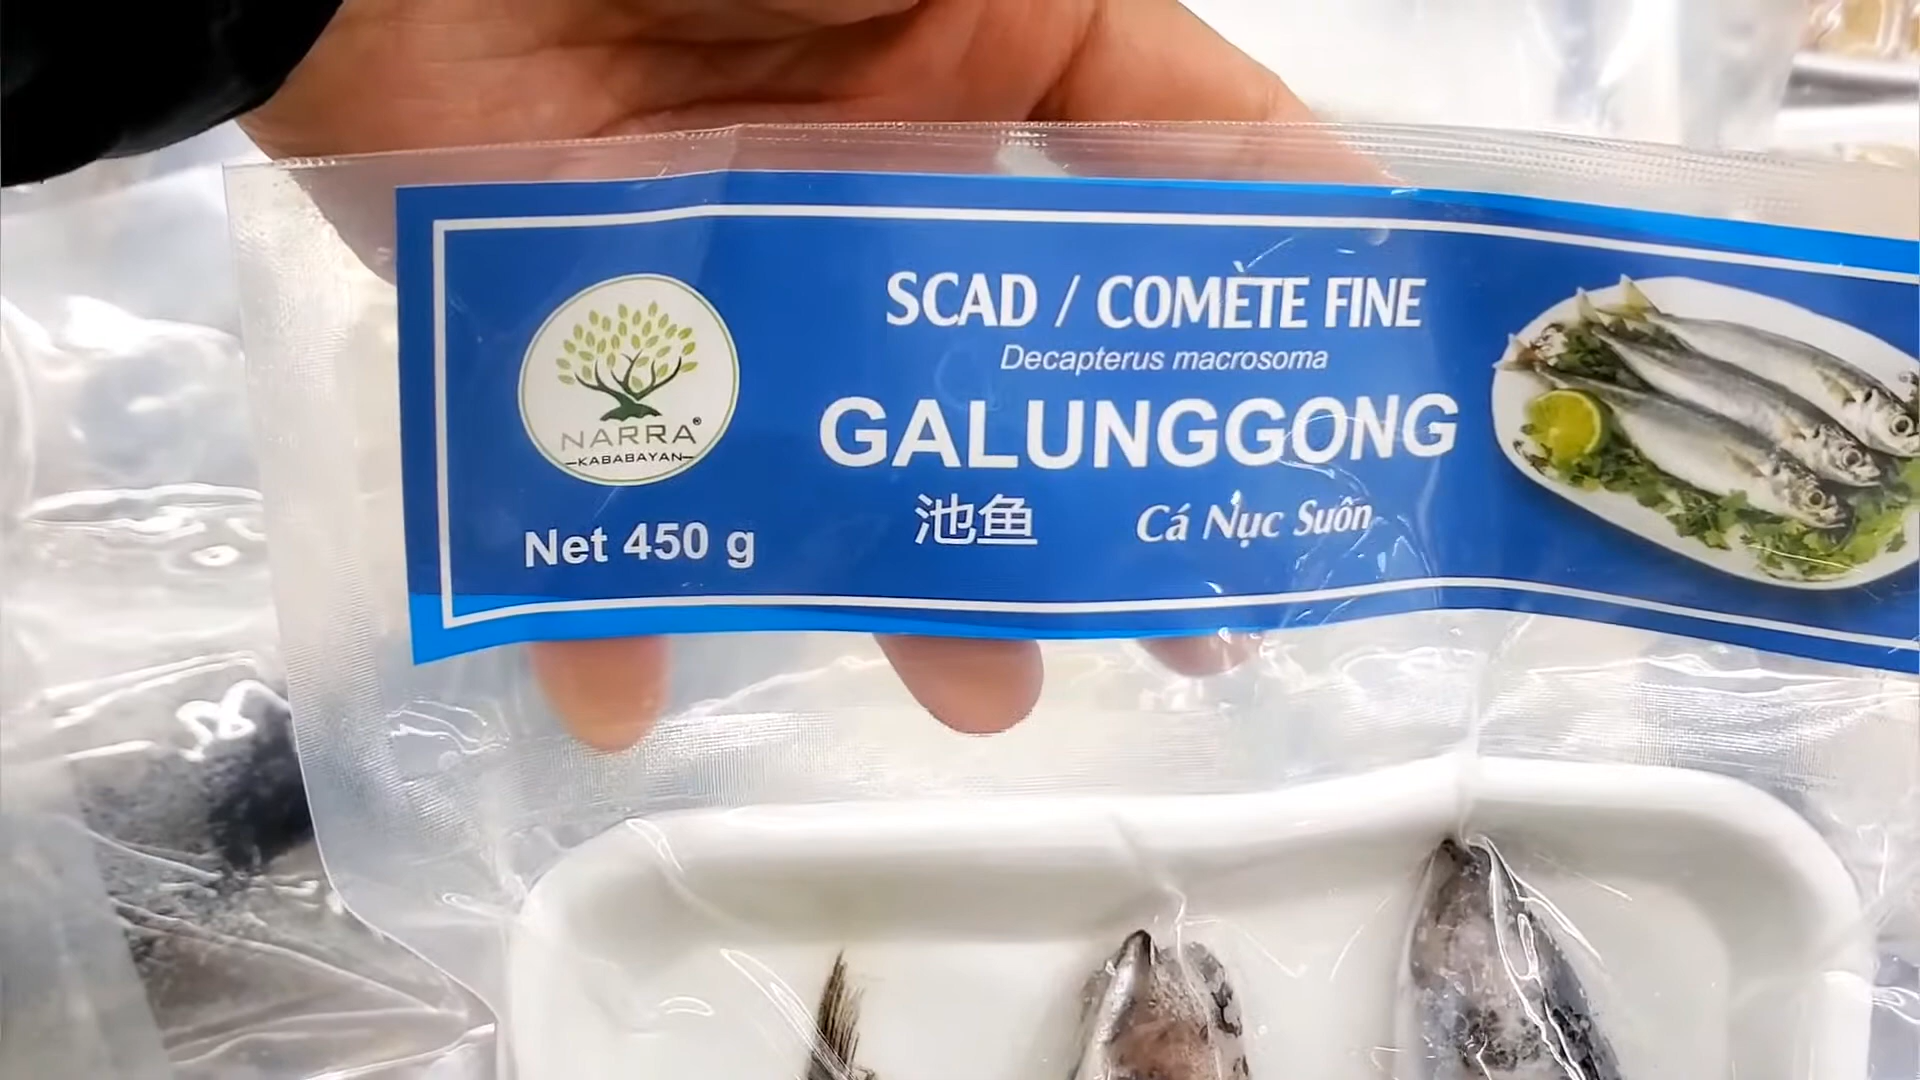 NARRA®
KABABAYAN
Net 450 g
SCAD / COMÈTE FINE
Decapterus macrosoma
GALUNGGONG
池鱼 Cá Nục Suôn